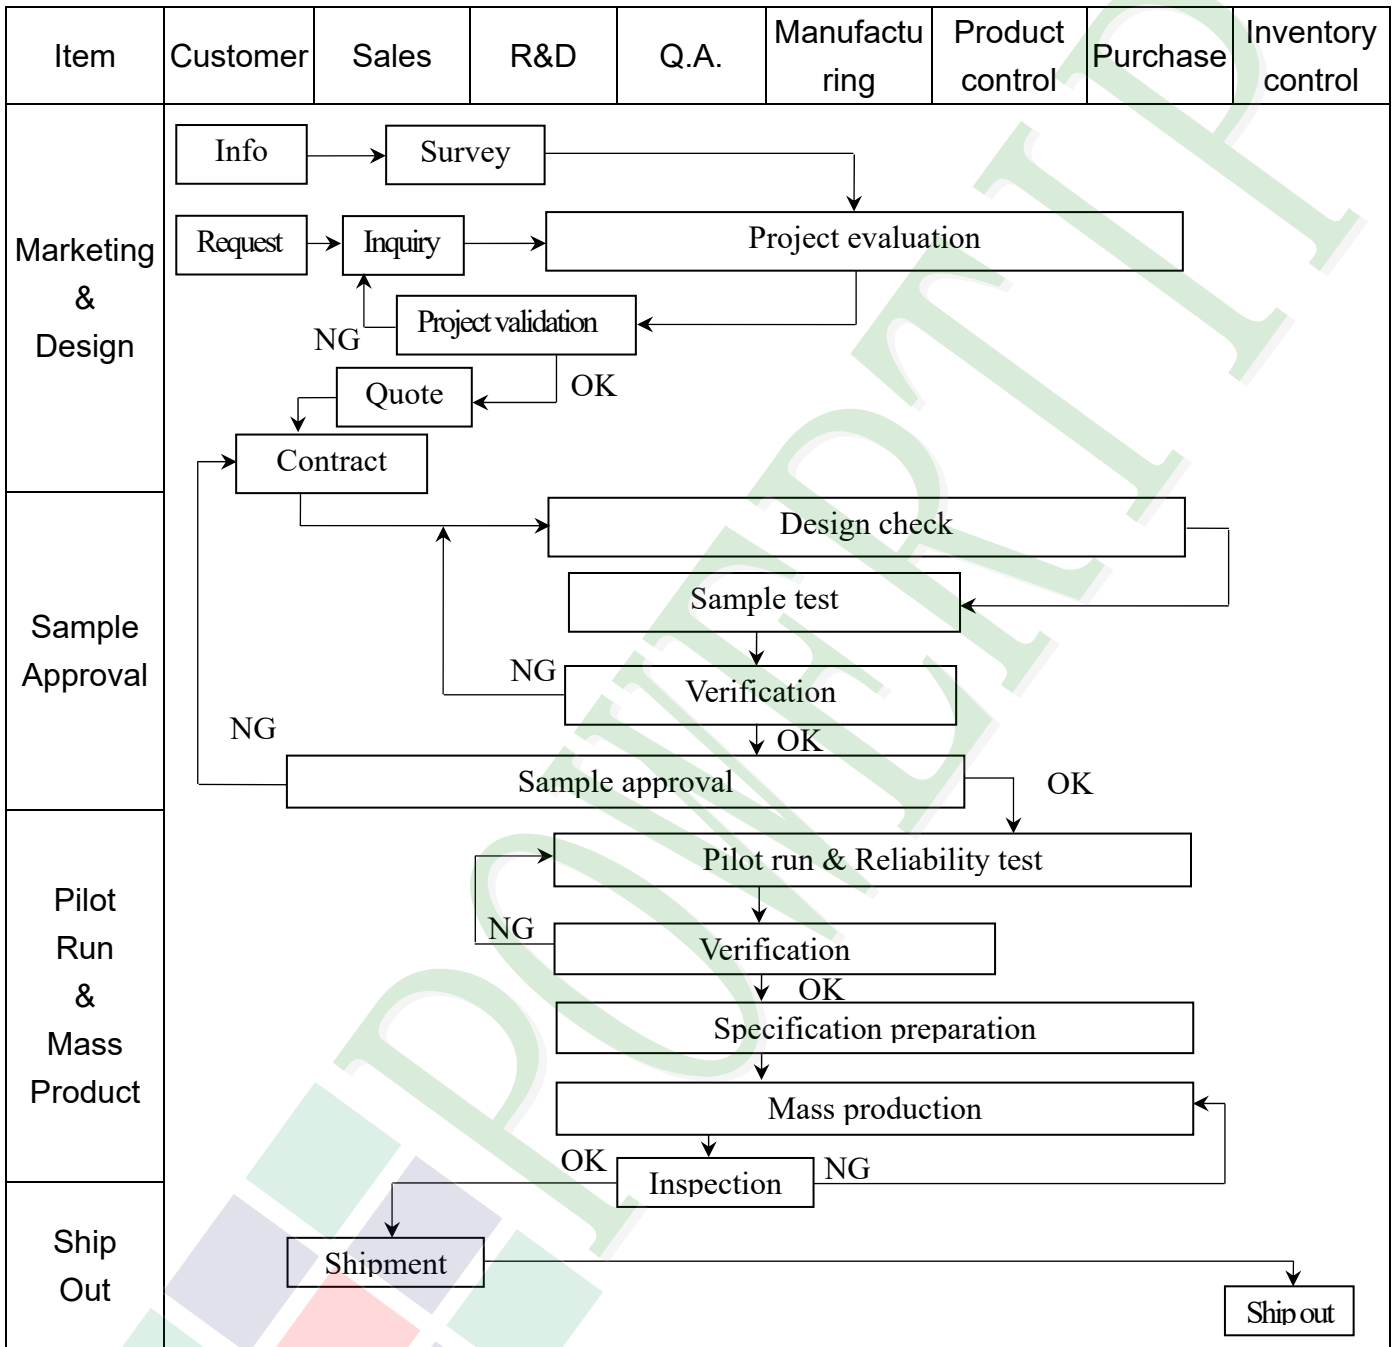 Item
Customer
Sales
R&D
Q.A.
Manufactu
ring
Product
control
Purchase
Inventory
control
Marketing
&
Design
Info
Survey
Request
Inquiry
Project evaluation
Project validation
NG
OK
Quote
Contract
Sample
Approval
Design check
Sample test
NG
Verification
NG
OK
Sample approval
OK
Pilot
Run
&
Mass
Product
Pilot run & Reliability test
NG
Verification
OK
Specification preparation
Mass production
OK
Inspection
NG
Ship
Out
Shipment
Ship out
POWERTIP